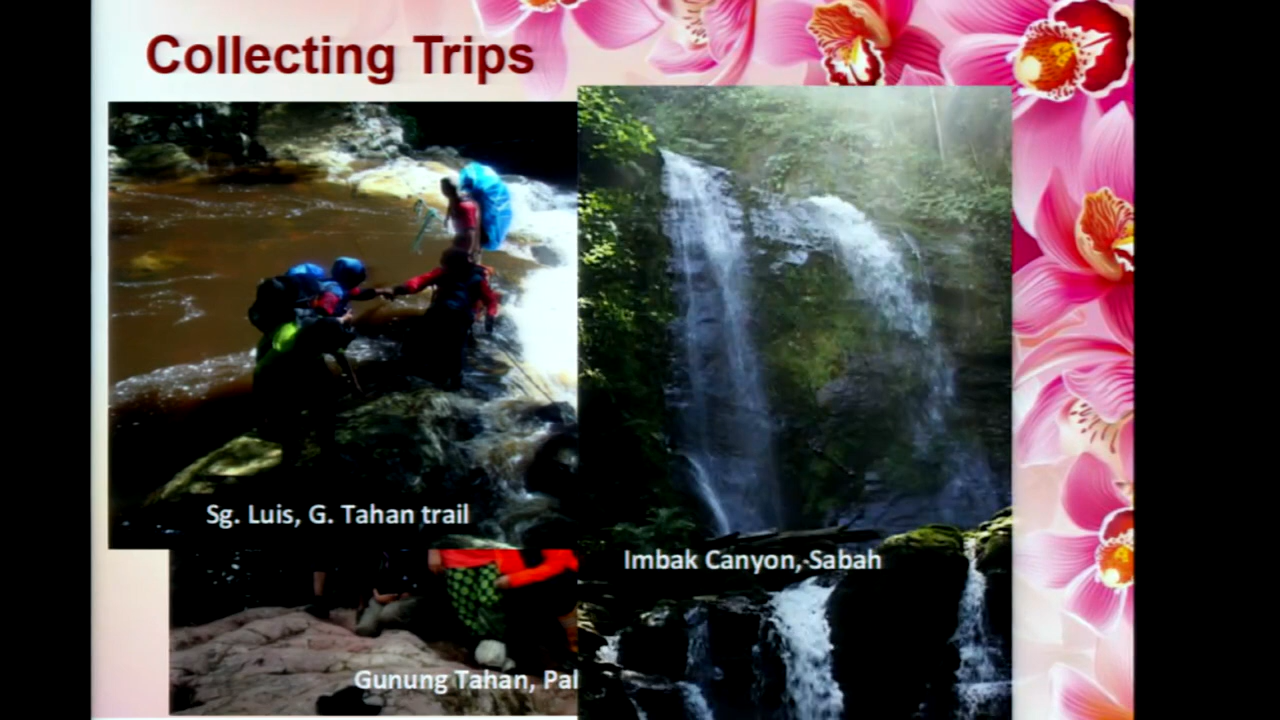 Collecting Trips
Sg. Luis, G. Tahan trail
Imbak Canyon, Sabah
Gunung Tahan, Pal